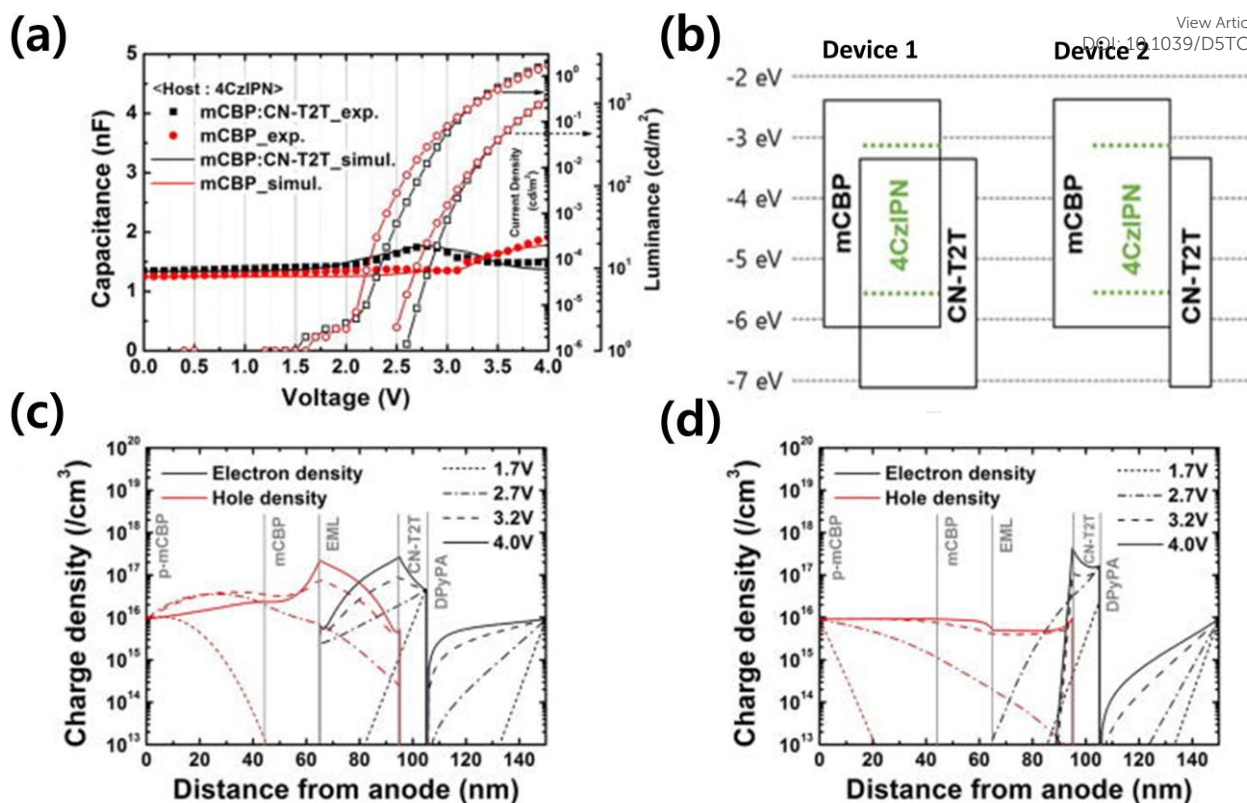 View Artic
DOI: 10.1039/D5TC
(a)
5
4
3
2
1
0
Capacitance (nF)
<Host : 4CzIPN>
mCBP:CN-T2T_exp.
mCBP_exp.
mCBP:CN-T2T_simul.
mCBP_simul.
0.0 0.5 1.0 1.5 2.0 2.5 3.0 3.5 4.0
Voltage (V)
Current Density
(cd/m²)
10⁰
10⁻¹
10⁻²
10⁻³
10⁻⁴
10⁻⁵
10⁻⁶
10³
10²
10¹
10⁰
Luminance (cd/m²)
(b)
Device 1 Device 2
-2 eV
-3 eV
-4 eV
-5 eV
-6 eV
-7 eV
mCBP
4CzIPN
CN-T2T
mCBP
4CzIPN
CN-T2T
(c)
Charge density (/cm³)
10²⁰
10¹⁹
10¹⁸
10¹⁷
10¹⁶
10¹⁵
10¹⁴
10¹³
Electron density
Hole density
1.7V
2.7V
3.2V
4.0V
p-mCBP
mCBP
EML
CN-T2T
DPyPA
0 20 40 60 80 100 120 140
Distance from anode (nm)
(d)
Charge density (/cm³)
10²⁰
10¹⁹
10¹⁸
10¹⁷
10¹⁶
10¹⁵
10¹⁴
10¹³
Electron density
Hole density
1.7V
2.7V
3.2V
4.0V
p-mCBP
mCBP
EML
CN-T2T
DPyPA
0 20 40 60 80 100 120 140
Distance from anode (nm)